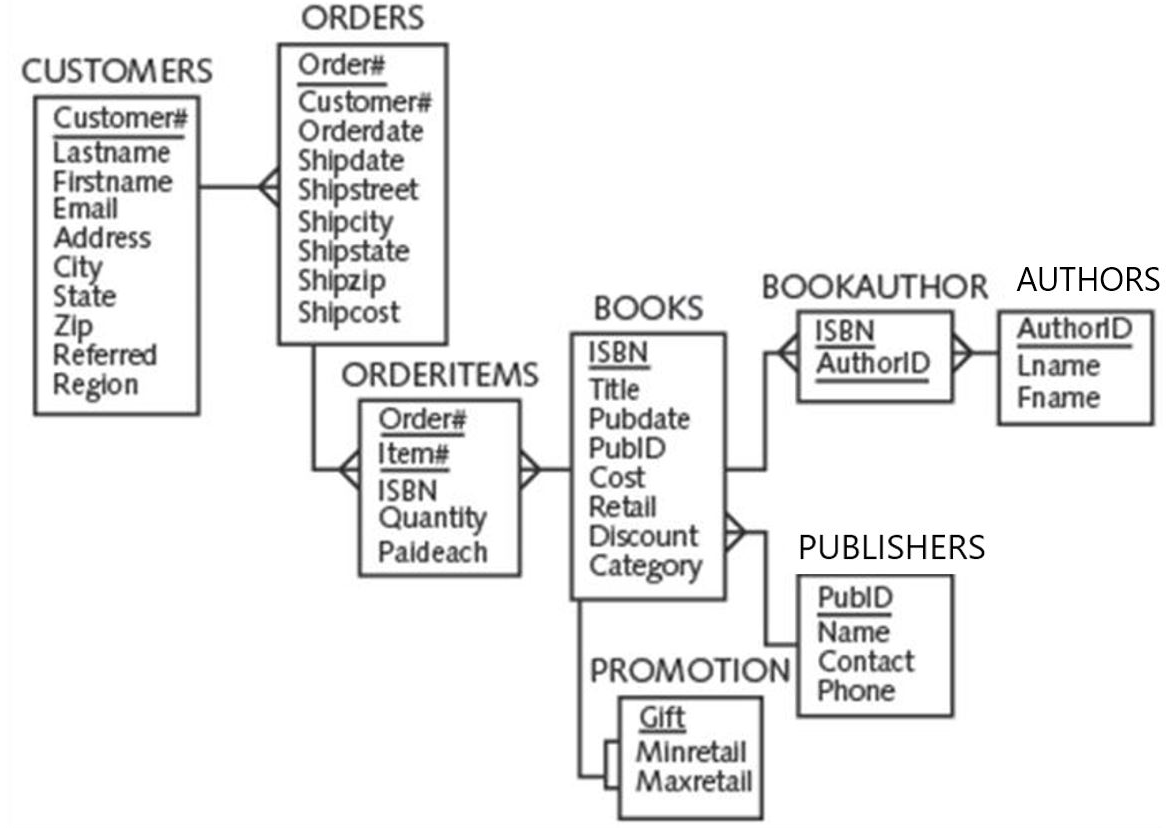 ORDERS
Order#
Customer#
Orderdate
Shipdate
Shipstreet
Shipcity
Shipstate
Shipzip
Shipcost
CUSTOMERS
Customer#
Lastname
Firstname
Email
Address
City
State
Zip
Referred
Region
ORDERITEMS
Order#
Item#
ISBN
Quantity
Paideach
BOOKS
ISBN
Title
Pubdate
PubID
Cost
Retail
Discount
Category
BOOKAUTHOR
ISBN
AuthorID
AUTHORS
AuthorID
Lname
Fname
PUBLISHERS
PubID
Name
Contact
Phone
PROMOTION
Gift
Minretail
Maxretail